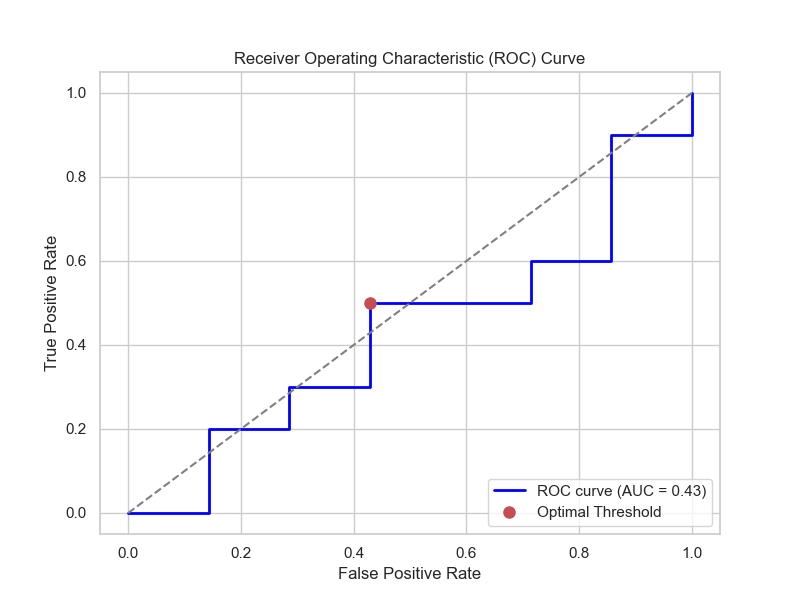 Receiver Operating Characteristic (ROC) Curve
True Positive Rate
1.0
0.8
0.6
0.4
0.2
0.0
0.0 0.2 0.4 0.6 0.8 1.0
False Positive Rate
ROC curve (AUC = 0.43)
Optimal Threshold